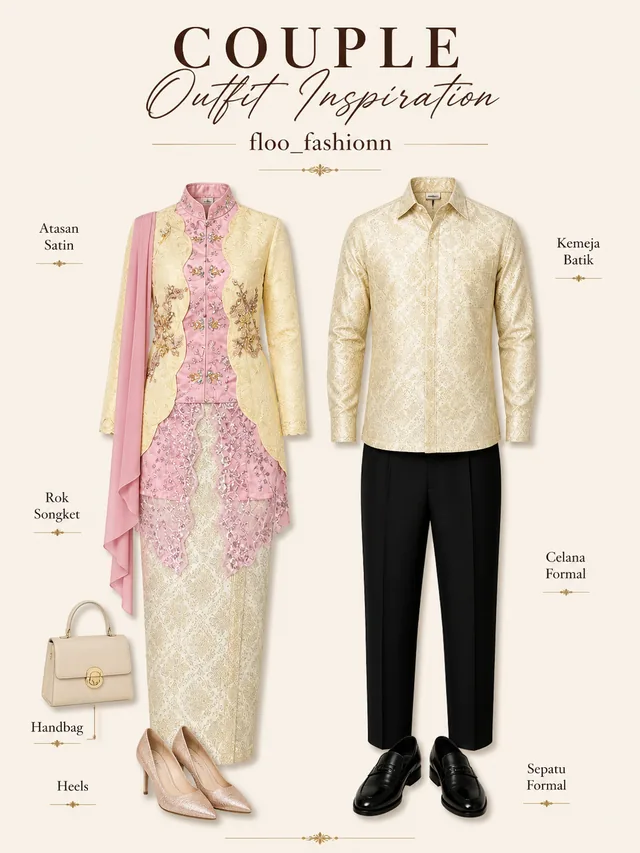 COUPLE
Outfit Inspiration
floo_fashionn
Atasan
Satin
Kemeja
Batik
Rok
Songket
Celana
Formal
Handbag
Heels
Sepatu
Formal